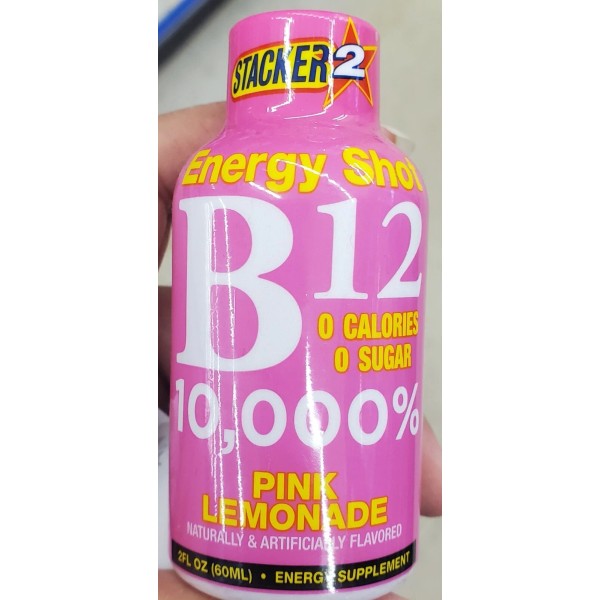 STACKER 2
Energy Shot
B12
0 CALORIES
0 SUGAR
10,000%
PINK
LEMONADE
NATURALLY & ARTIFICIALLY FLAVORED
2FL OZ (60ML) • ENERGY SUPPLEMENT